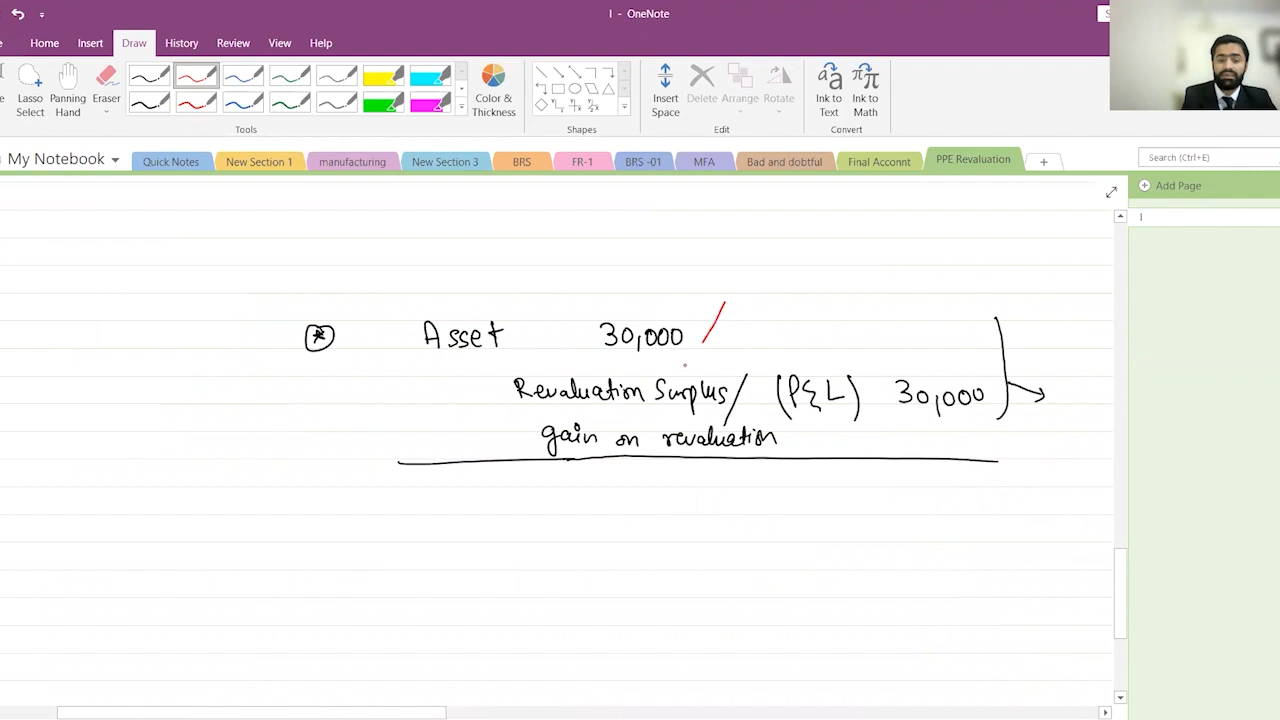 I - OneNote
Home Insert Draw History Review View Help
Lasso Select
Panning Hand
Eraser
Color & Thickness
Insert Space
Delete
Arrange
Rotate
Ink to Text
Ink to Math
Tools Shapes Edit Convert
My Notebook
Quick Notes New Section 1 manufacturing New Section 3 BRS FR-1 BRS -01 MFA Bad and doubtful Final Acconnt PPE Revaluation +
Search (Ctrl+E)
Add Page
I
* Asset 30,000 /
Revaluation Surplus / (P&L) 30,000
gain on revaluation